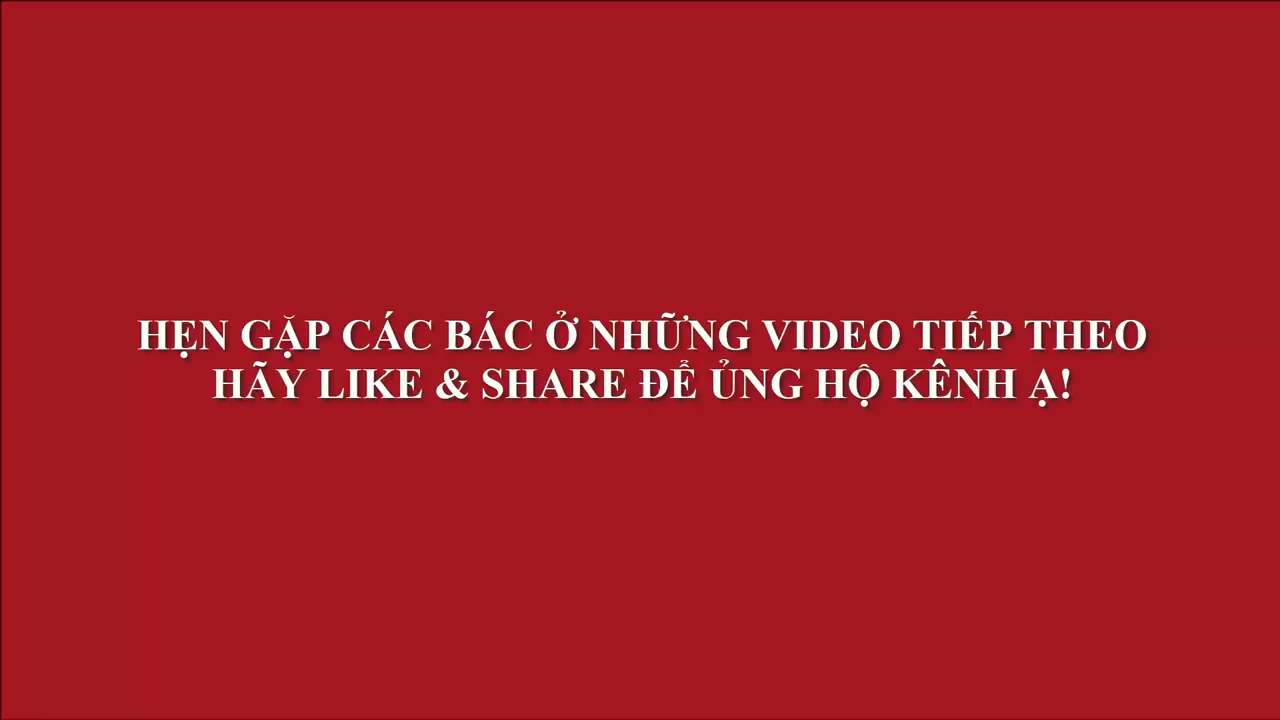 HẸN GẶP CÁC BÁC Ở NHỮNG VIDEO TIẾP THEO
HÃY LIKE & SHARE ĐỂ ỦNG HỘ KÊNH Ạ!